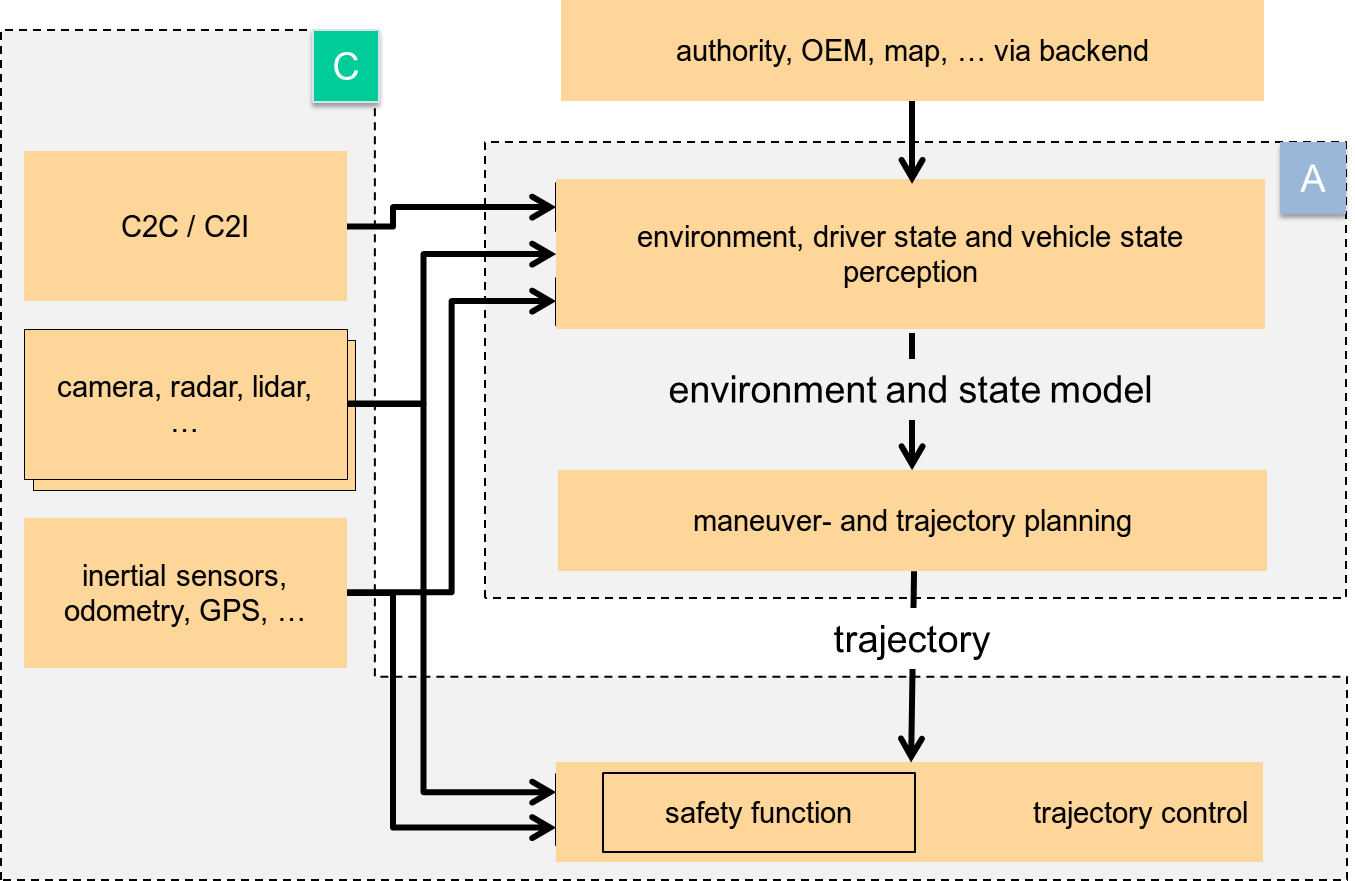 C
authority, OEM, map, … via backend
A
C2C / C2I
environment, driver state and vehicle state
perception
camera, radar, lidar,
…
environment and state model
maneuver- and trajectory planning
inertial sensors,
odometry, GPS, …
trajectory
safety function
trajectory control